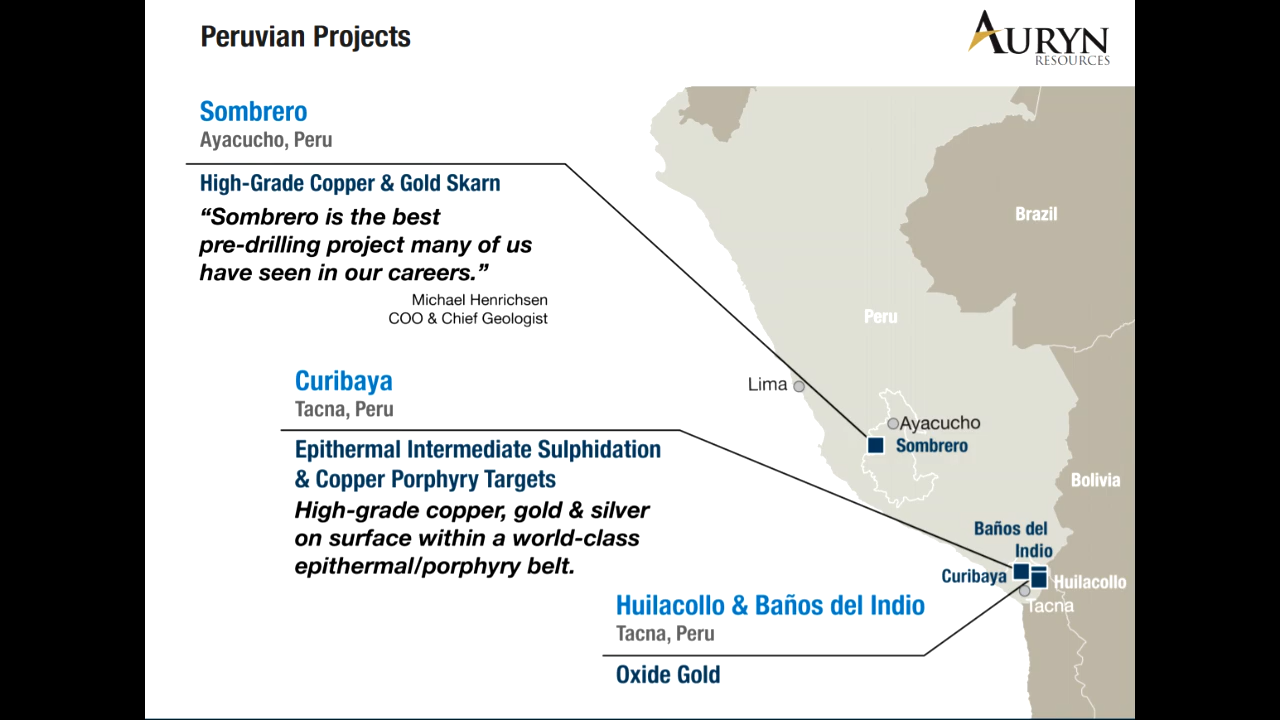 Peruvian Projects
AURYN
RESOURCES
Sombrero
Ayacucho, Peru
High-Grade Copper & Gold Skarn
“Sombrero is the best
pre-drilling project many of us
have seen in our careers.”
Michael Henrichsen
COO & Chief Geologist
Curibaya
Tacna, Peru
Epithermal Intermediate Sulphidation
& Copper Porphyry Targets
High-grade copper, gold & silver
on surface within a world-class
epithermal/porphyry belt.
Huilacollo & Baños del Indio
Tacna, Peru
Oxide Gold
Brazil
Peru
Lima
Ayacucho
Sombrero
Bolivia
Baños del
Indio
Curibaya
Huilacollo
Tacna